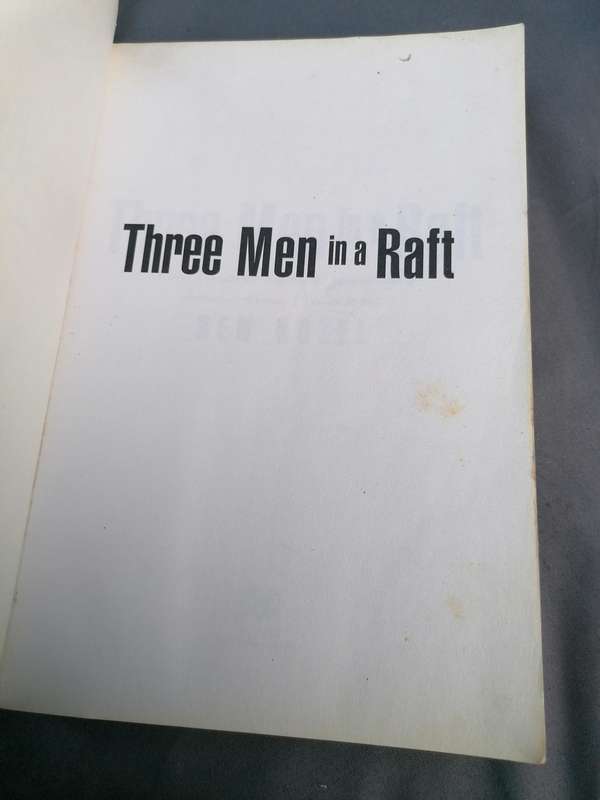 Three Men in a Raft